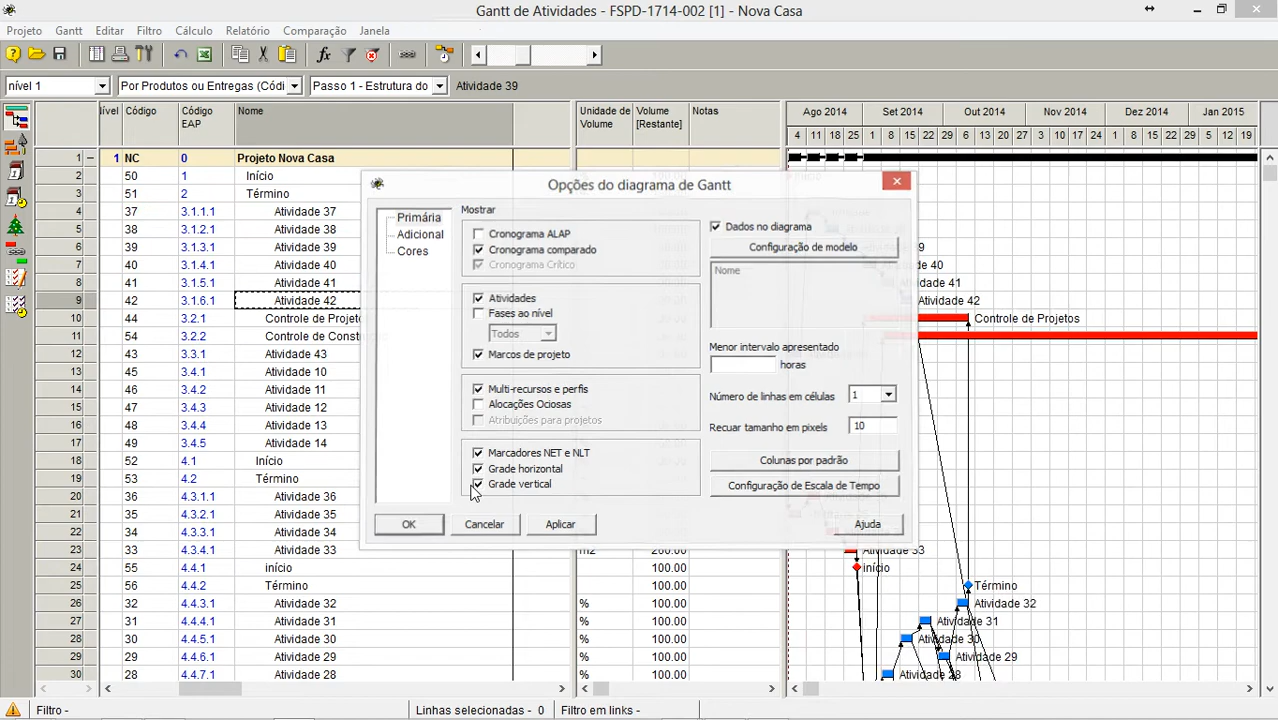 Gantt de Atividades - FSPD-1714-002 [1] - Nova Casa
Projeto Gantt Editar Filtro Cálculo Relatório Comparação Janela
nível 1 Por Produtos ou Entregas (Códi Passo 1 - Estrutura do Atividade 39
Nível Código Código EAP Nome Unidade de Volume Volume [Restante] Notas
Ago 2014 Set 2014 Out 2014 Nov 2014 Dez 2014 Jan 2015
4 11 18 25 1 8 15 22 29 6 13 20 27 3 10 17 24 1 8 15 22 29 5 12 19
1 1 NC 0 Projeto Nova Casa
2 50 1 Início
3 51 2 Término
4 37 3.1.1.1 Atividade 37
5 38 3.1.2.1 Atividade 38
6 39 3.1.3.1 Atividade 39
7 40 3.1.4.1 Atividade 40
8 41 3.1.5.1 Atividade 41
9 42 3.1.6.1 Atividade 42
10 44 3.2.1 Controle de Projeto
11 54 3.2.2 Controle de Constru
12 43 3.3.1 Atividade 43
13 45 3.4.1 Atividade 10
14 46 3.4.2 Atividade 11
15 47 3.4.3 Atividade 12
16 48 3.4.4 Atividade 13
17 49 3.4.5 Atividade 14
18 52 4.1 Início
19 53 4.2 Término
20 36 4.3.1.1 Atividade 36
21 35 4.3.2.1 Atividade 35
22 34 4.3.3.1 Atividade 34
23 33 4.3.4.1 Atividade 33 m2 200.00
24 55 4.4.1 início 100.00
25 56 4.4.2 Término 100.00
26 32 4.4.3.1 Atividade 32 % 100.00
27 31 4.4.4.1 Atividade 31 % 100.00
28 30 4.4.5.1 Atividade 30 % 100.00
29 29 4.4.6.1 Atividade 29 % 100.00
30 28 4.4.7.1 Atividade 28 % 100.00
Opções do diagrama de Gantt
Primária
Adicional
Cores
Mostrar
Cronograma ALAP
Cronograma comparado
Cronograma Crítico
Atividades
Fases ao nível
Todos
Marcos de projeto
Multi-recursos e perfis
Alocações Ociosas
Atribuições para projetos
Marcadores NET e NLT
Grade horizontal
Grade vertical
Dados no diagrama
Configuração de modelo
Nome
Menor intervalo apresentado
horas
Número de linhas em células 1
Recuar tamanho em pixels 10
Colunas por padrão
Configuração de Escala de Tempo
OK Cancelar Aplicar Ajuda
39
40
41
Atividade 42
Controle de Projetos
Atividade 33
início
Término
Atividade 32
Atividade 31
Atividade 30
Atividade 29
Atividade 28
Filtro - Linhas selecionadas - 0 Filtro em links -